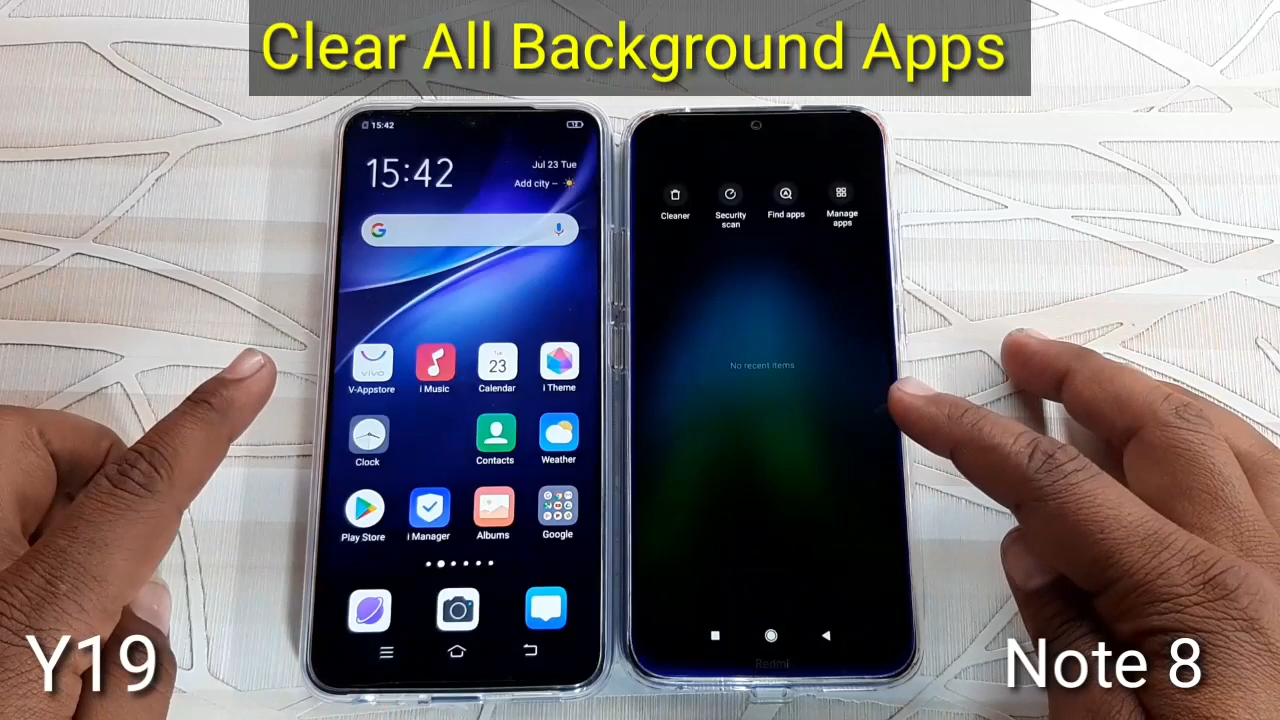 Clear All Background Apps
15:42
15:42
Jul 23 Tue
Add city –
vivo
V-Appstore
i Music
Tue
23
Calendar
i Theme
Clock
Contacts
Weather
Play Store
i Manager
Albums
Google
Cleaner
Security
scan
Find apps
Manage
apps
No recent items
Redmi
Y19
Note 8